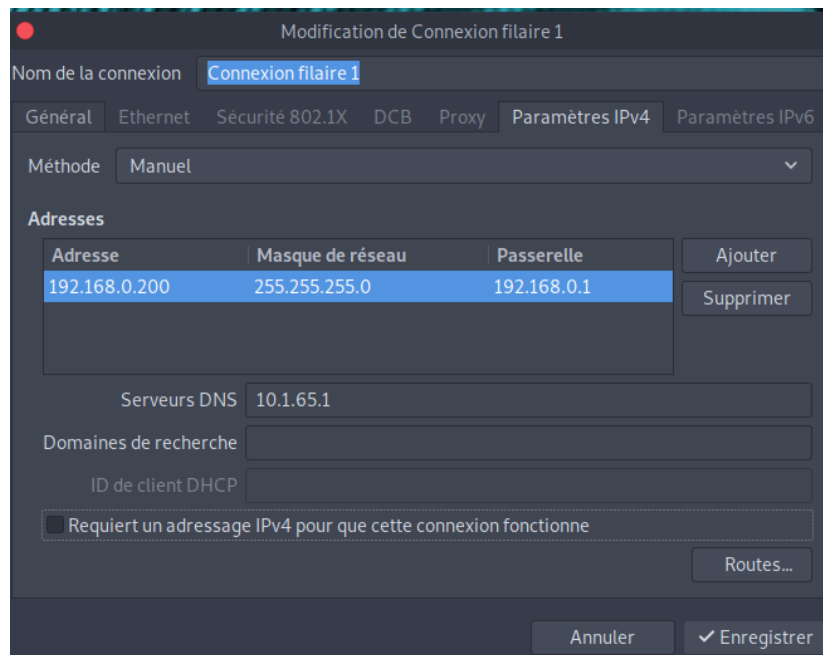 Modification de Connexion filaire 1
Nom de la connexion Connexion filaire 1
Général Ethernet Sécurité 802.1X DCB Proxy Paramètres IPv4 Paramètres IPv6
Méthode Manuel
Adresses
Adresse Masque de réseau Passerelle Ajouter
192.168.0.200 255.255.255.0 192.168.0.1 Supprimer
Serveurs DNS 10.1.65.1
Domaines de recherche
ID de client DHCP
Requiert un adressage IPv4 pour que cette connexion fonctionne
Routes...
Annuler Enregistrer